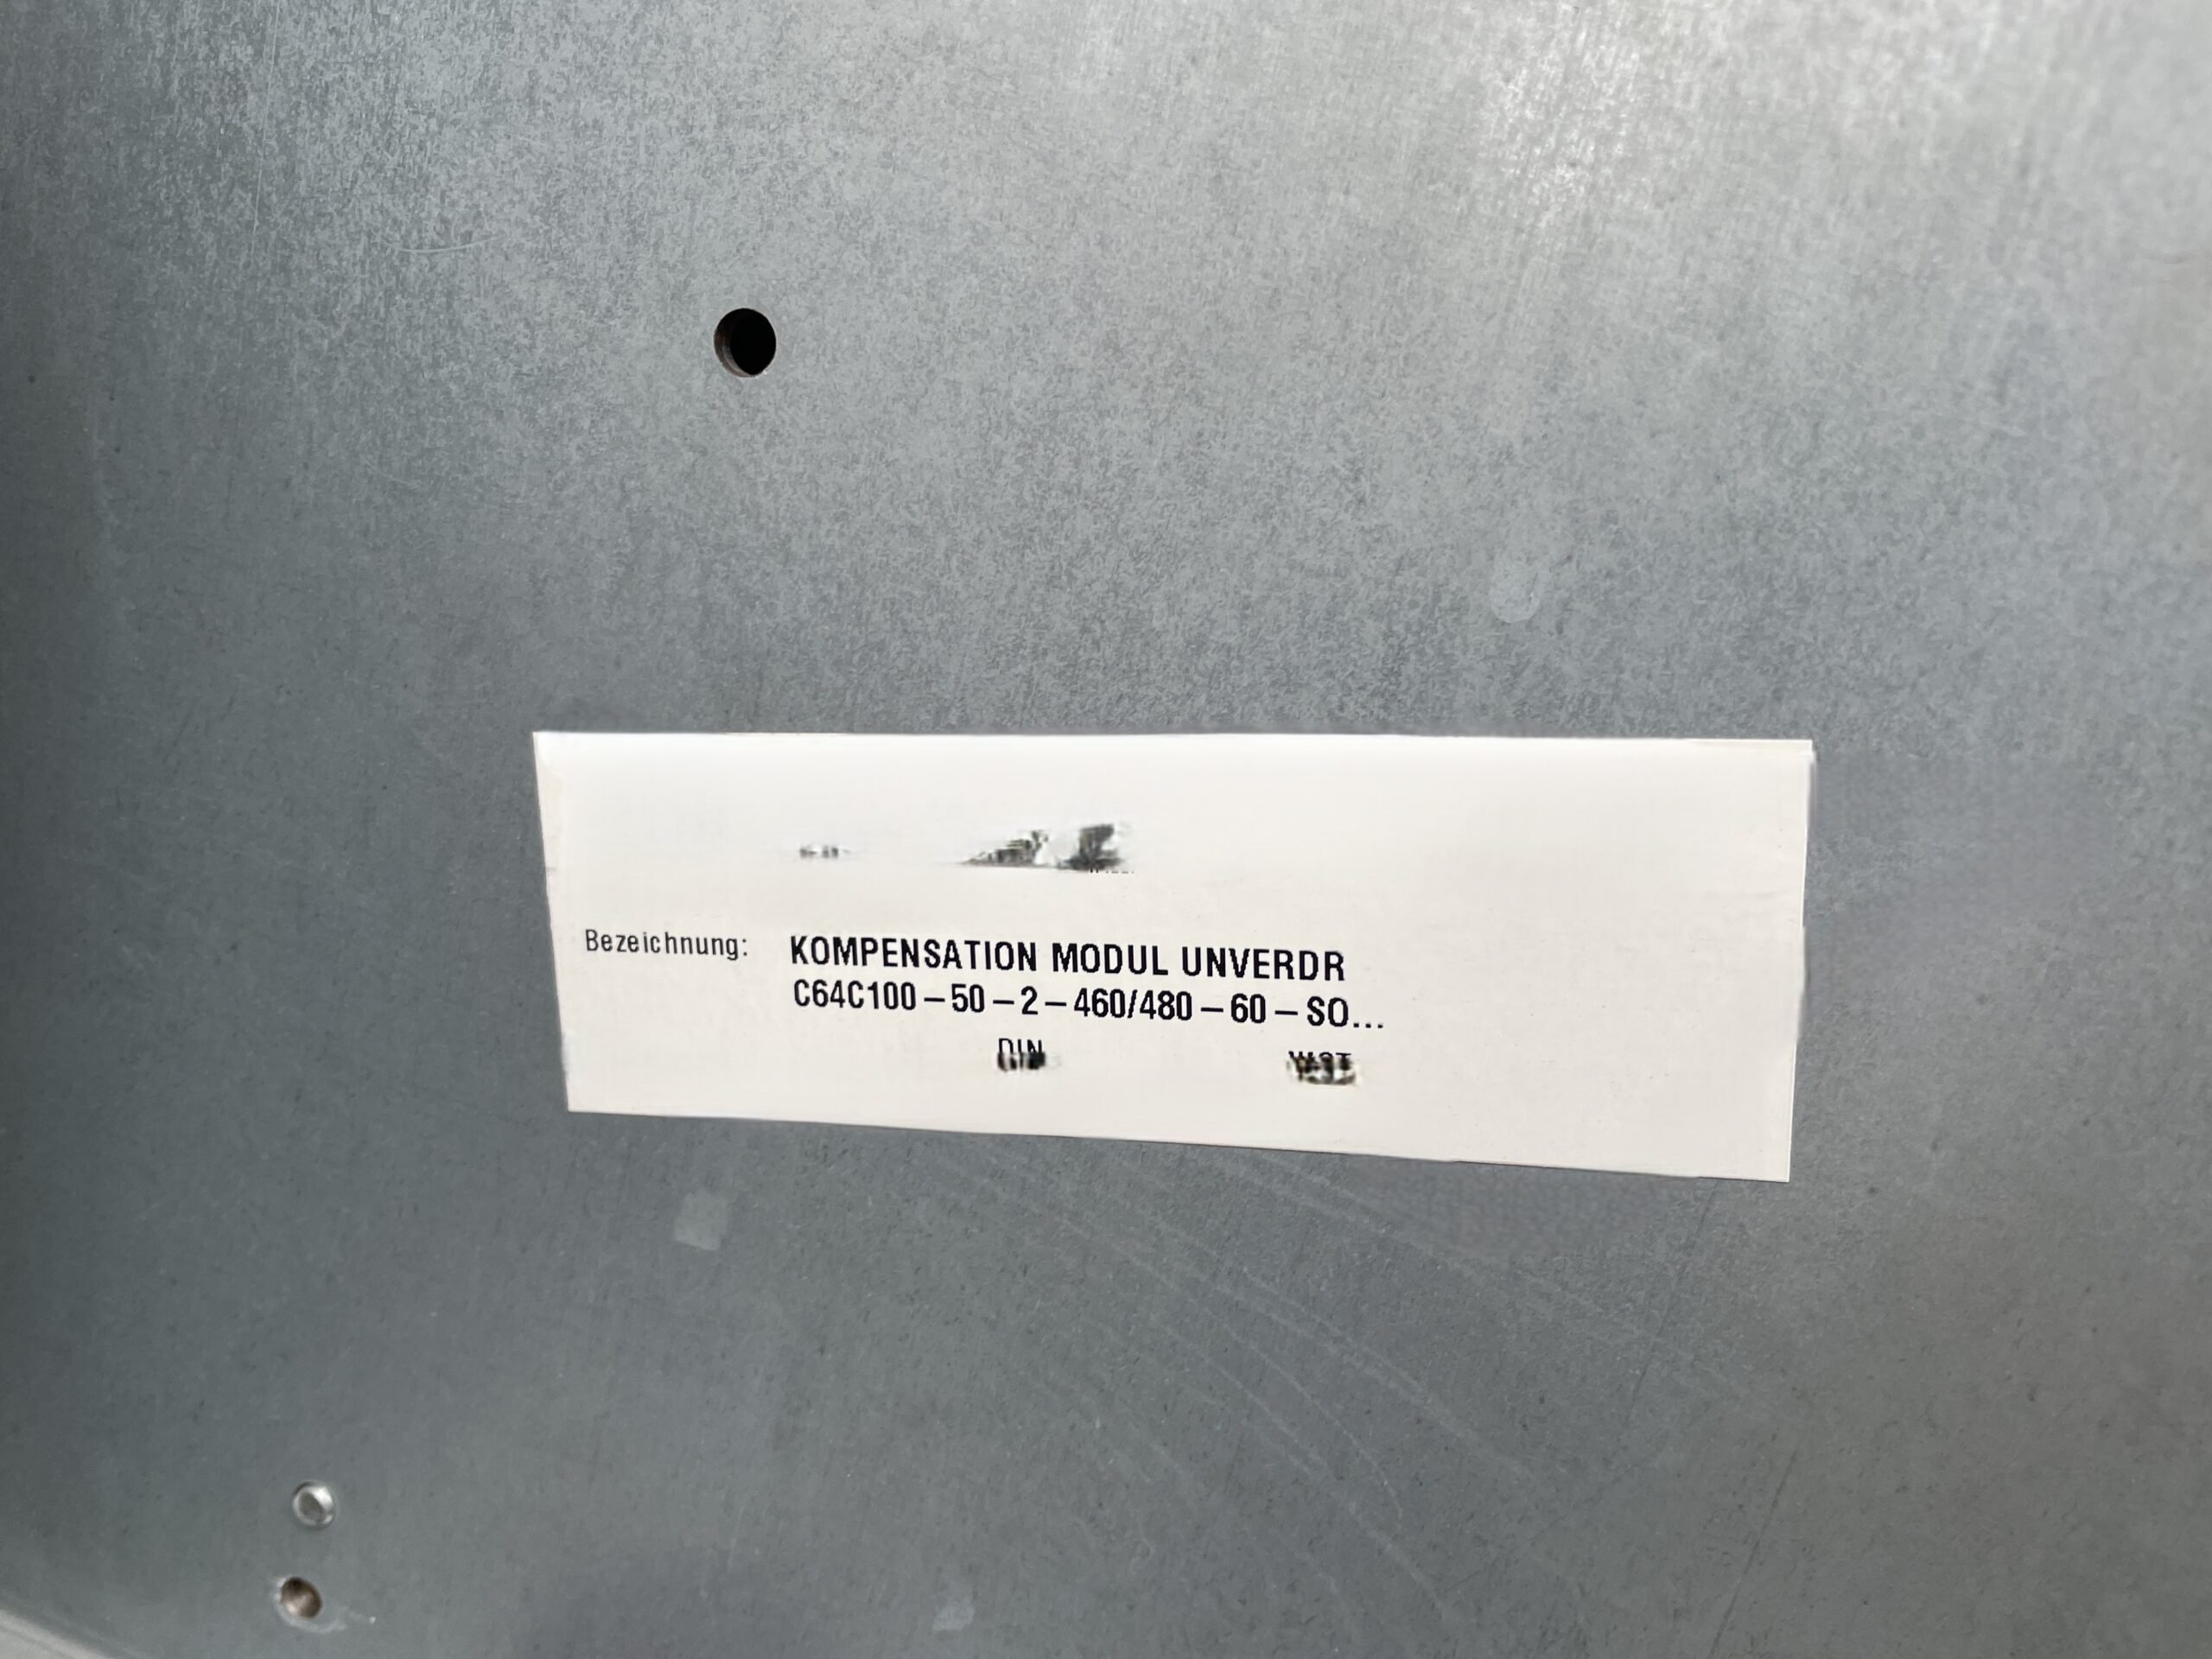 Bezeichnung: KOMPENSATION MODUL UNVERDR
C64C100-50-2-460/480-60-SO...